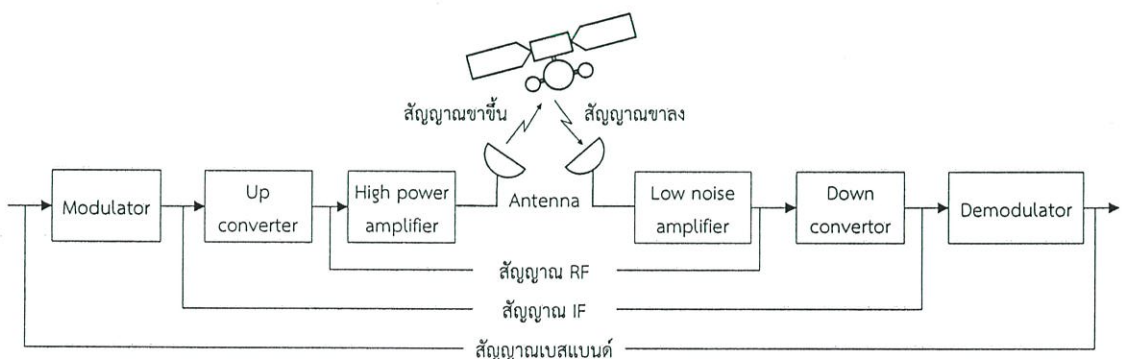 สัญญาณขาขึ้น
สัญญาณขาลง
Modulator
Up
converter
High power
amplifier
Antenna
Low noise
amplifier
Down
convertor
Demodulator
สัญญาณ RF
สัญญาณ IF
สัญญาณเบสแบนด์